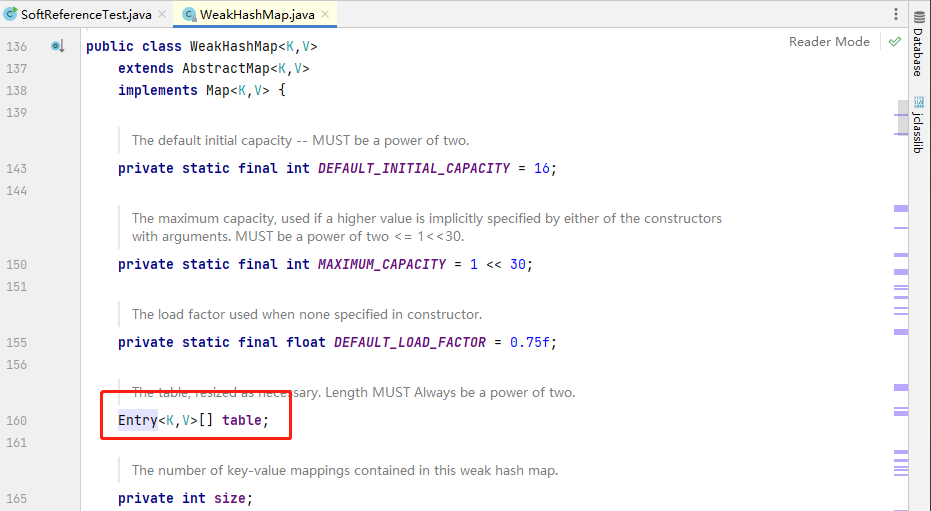 SoftReferenceTest.java WeakHashMap.java
Reader Mode
136 public class WeakHashMap<K,V>
137 extends AbstractMap<K,V>
138 implements Map<K,V> {
139
The default initial capacity -- MUST be a power of two.
143 private static final int DEFAULT_INITIAL_CAPACITY = 16;
144
The maximum capacity, used if a higher value is implicitly specified by either of the constructors
with arguments. MUST be a power of two <= 1<<30.
150 private static final int MAXIMUM_CAPACITY = 1 << 30;
151
The load factor used when none specified in constructor.
155 private static final float DEFAULT_LOAD_FACTOR = 0.75f;
156
The table, resized as necessary. Length MUST Always be a power of two.
160 Entry<K,V>[] table;
161
The number of key-value mappings contained in this weak hash map.
165 private int size;
Database
jclasslib